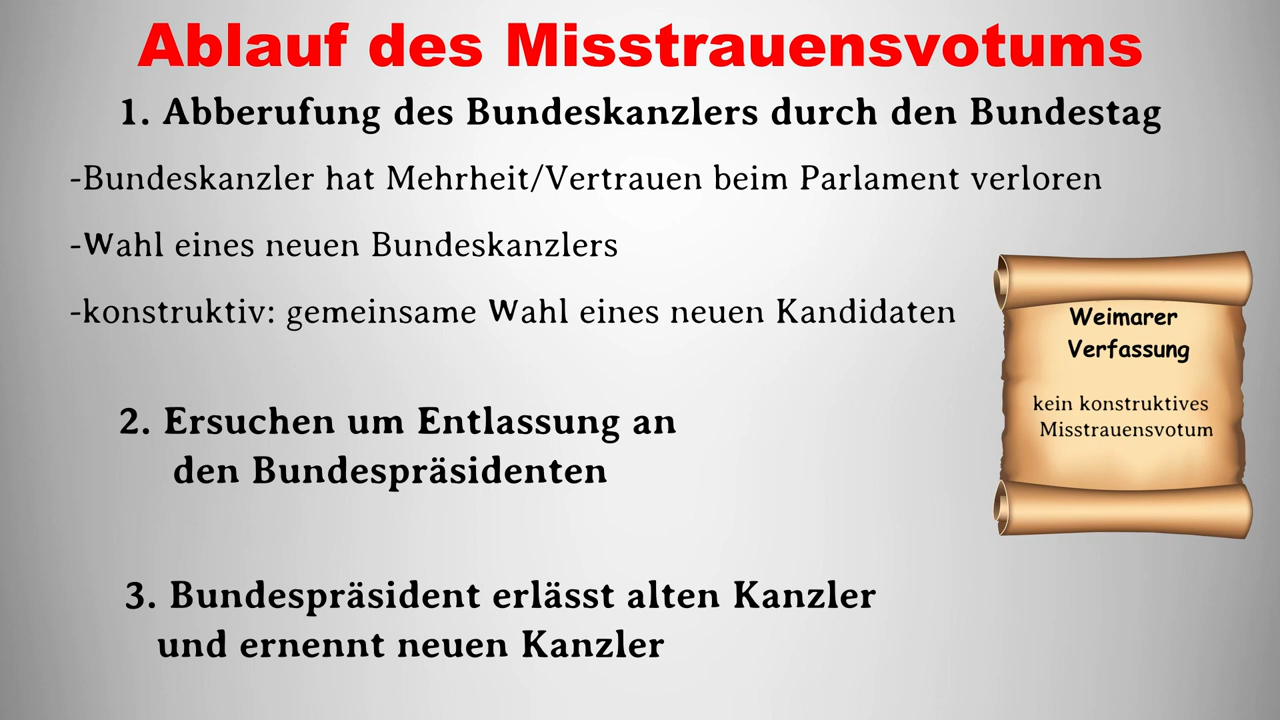 Ablauf des Misstrauensvotums
1. Abberufung des Bundeskanzlers durch den Bundestag
-Bundeskanzler hat Mehrheit/Vertrauen beim Parlament verloren
-Wahl eines neuen Bundeskanzlers
-konstruktiv: gemeinsame Wahl eines neuen Kandidaten
Weimarer
Verfassung
kein konstruktives
Misstrauensvotum
2. Ersuchen um Entlassung an
den Bundespräsidenten
3. Bundespräsident erlässt alten Kanzler
und ernennt neuen Kanzler